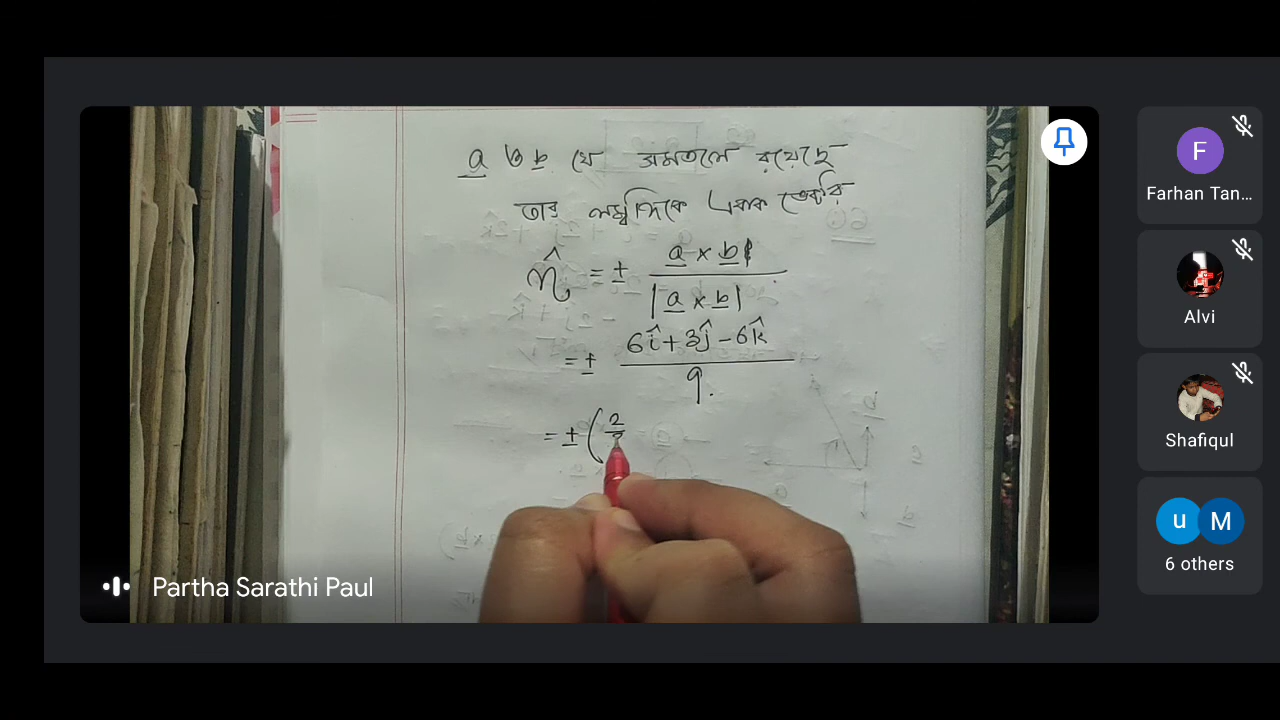 a ও b যে সমতলে রয়েছে
তার লম্বদিকে একক ভেক্টর
n̂ = ± a × b
|a × b|
= ± 6î + 3ĵ - 6k̂
9.
= ± ( 2
Partha Sarathi Paul
F
Farhan Tan...
Alvi
Shafiqul
u M
6 others